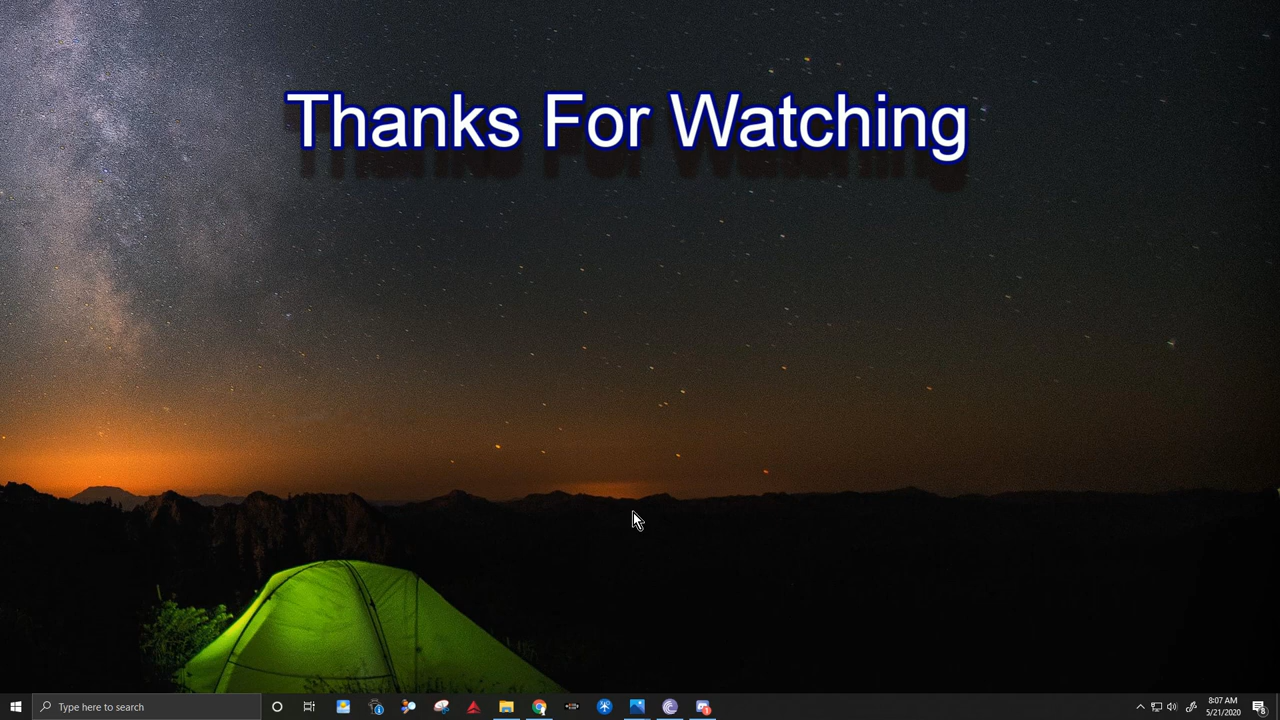 Thanks For Watching
Type here to search
8:07 AM
5/21/2020